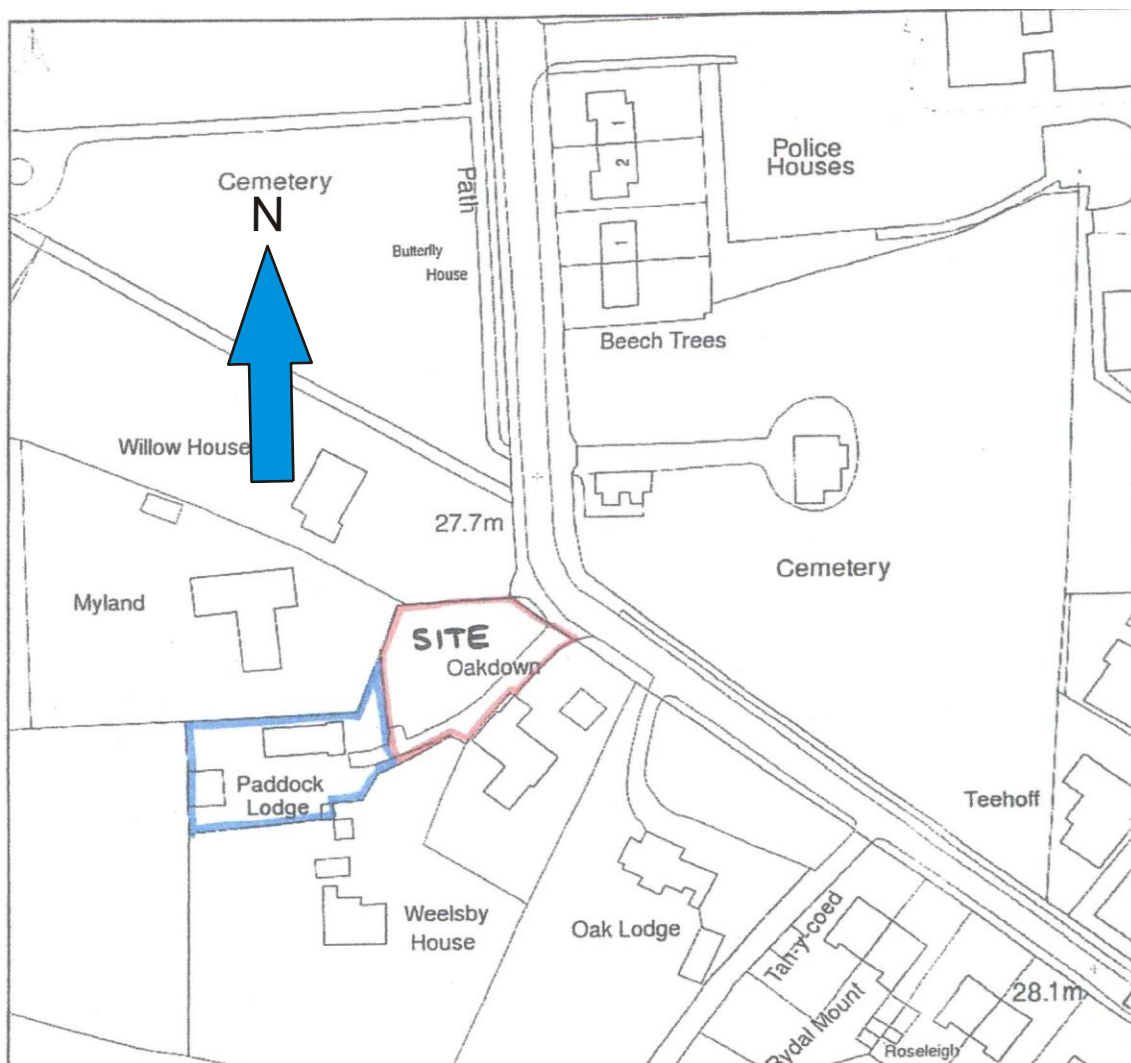 Cemetery
N
Path
Butterfly
House
1
2
1
Police
Houses
Beech Trees
Willow House
27.7m
Cemetery
Myland
SITE
Oakdown
Paddock
Lodge
Teehoff
Weelsby
House
Oak Lodge
Tan-y-coed
Rydal Mount
28.1m
Roseleigh